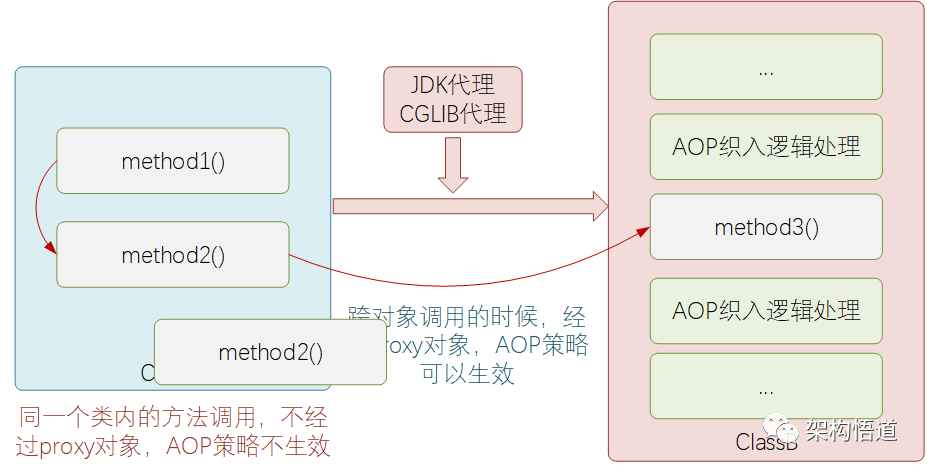 JDK代理
CGLIB代理
method1()
method2()
method2()
C
同一个类内的方法调用，不经
过proxy对象，AOP策略不生效
跨对象调用的时候，经
roxy对象，AOP策略
可以生效
...
AOP织入逻辑处理
method3()
AOP织入逻辑处理
...
ClassB
架构悟道